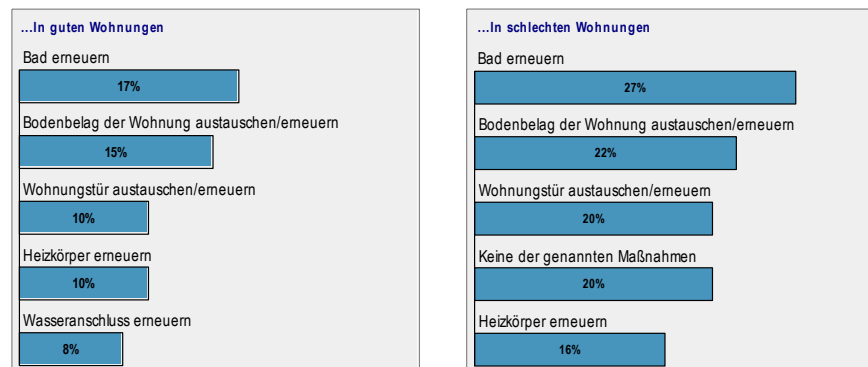 ...In guten Wohnungen
Bad erneuern
17%
Bodenbelag der Wohnung austauschen/erneuern
15%
Wohnungstür austauschen/erneuern
10%
Heizkörper erneuern
10%
Wasseranschluss erneuern
8%
...In schlechten Wohnungen
Bad erneuern
27%
Bodenbelag der Wohnung austauschen/erneuern
22%
Wohnungstür austauschen/erneuern
20%
Keine der genannten Maßnahmen
20%
Heizkörper erneuern
16%